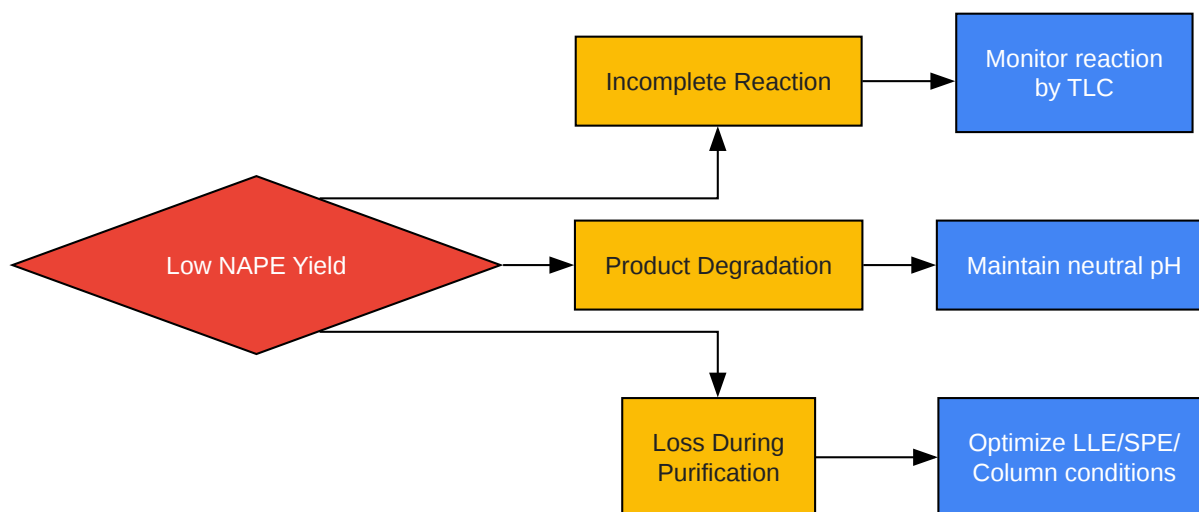 Low NAPE Yield
Incomplete Reaction
Monitor reaction
by TLC
Product Degradation
Maintain neutral pH
Loss During
Purification
Optimize LLE/SPE/
Column conditions